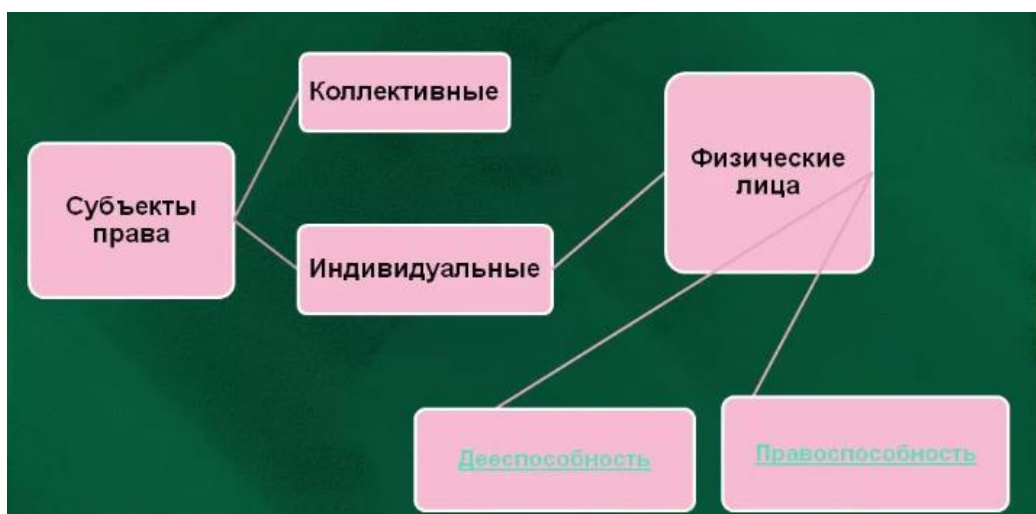 Коллективные
Физические
лица
Субъекты
права
Индивидуальные
Дееспособность
Правоспособность